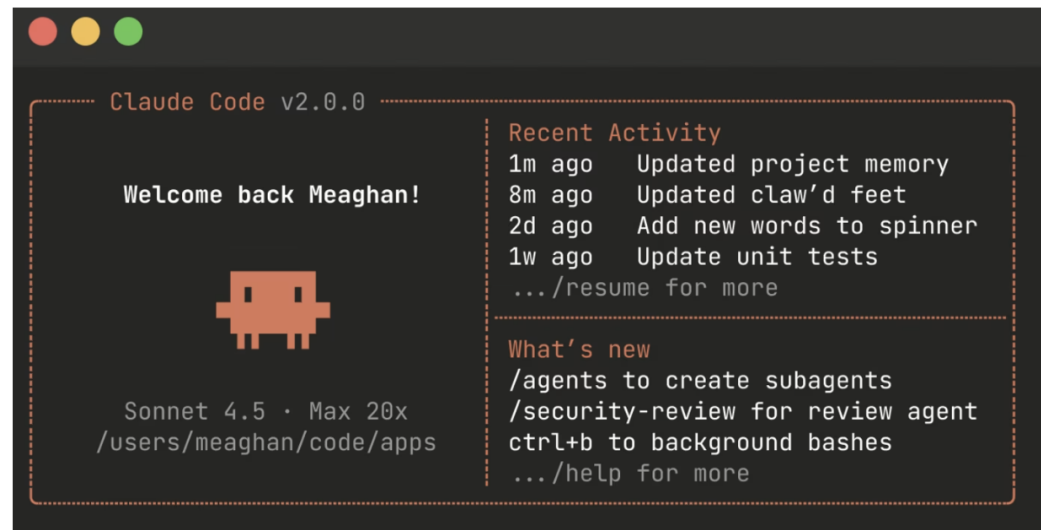 Claude Code v2.0.0
Welcome back Meaghan!
Sonnet 4.5 · Max 20x
/users/meaghan/code/apps
Recent Activity
1m ago Updated project memory
8m ago Updated claw’d feet
2d ago Add new words to spinner
1w ago Update unit tests
.../resume for more
What’s new
/agents to create subagents
/security-review for review agent
ctrl+b to background bashes
.../help for more